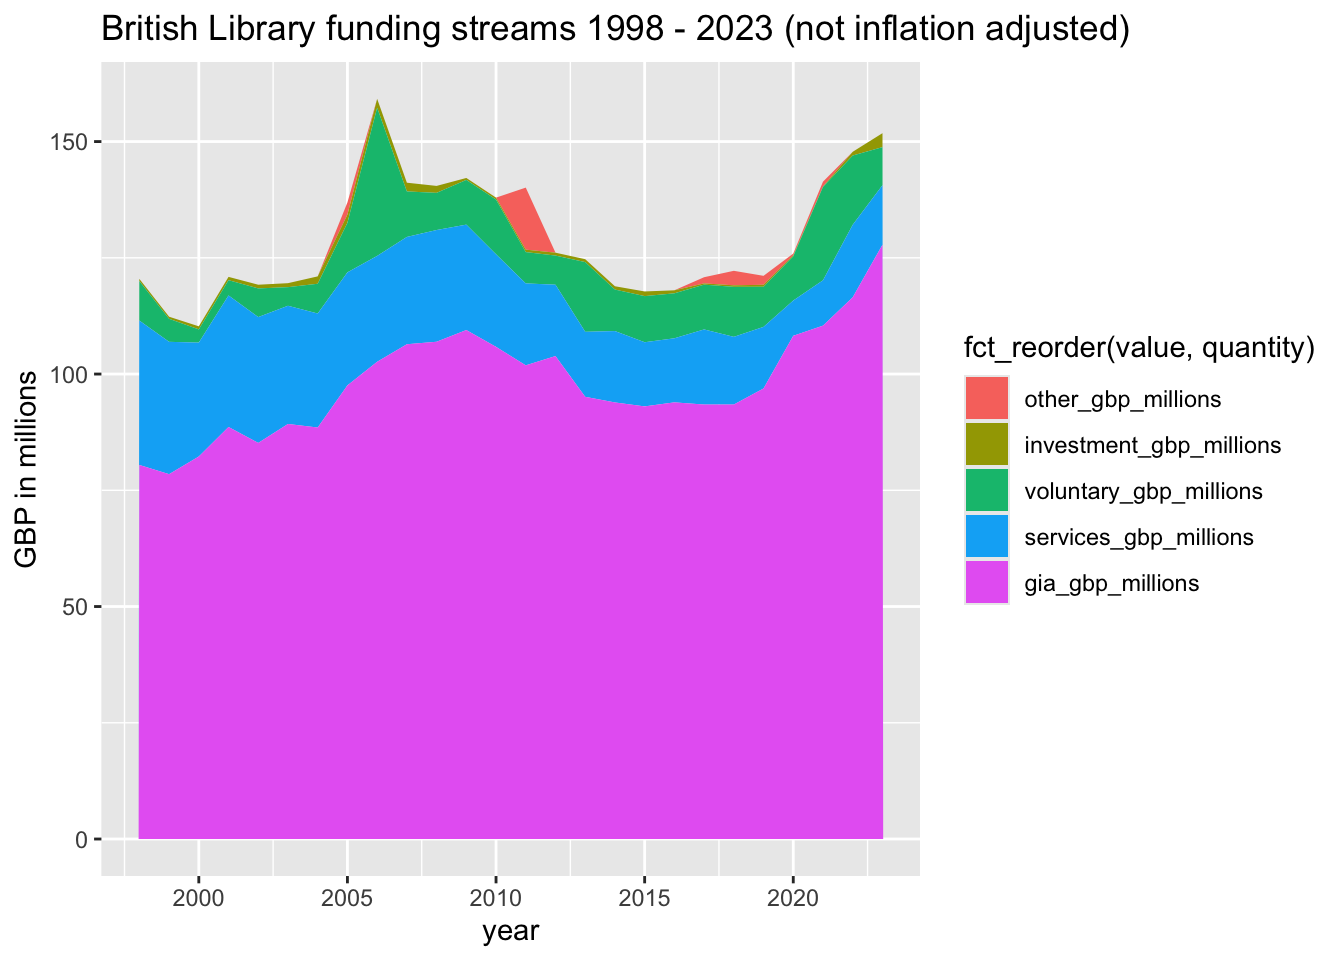 British Library funding streams 1998 - 2023 (not inflation adjusted)
GBP in millions
150
100
50
0
2000
2005
2010
2015
2020
year
fct_reorder(value, quantity)
other_gbp_millions
investment_gbp_millions
voluntary_gbp_millions
services_gbp_millions
gia_gbp_millions